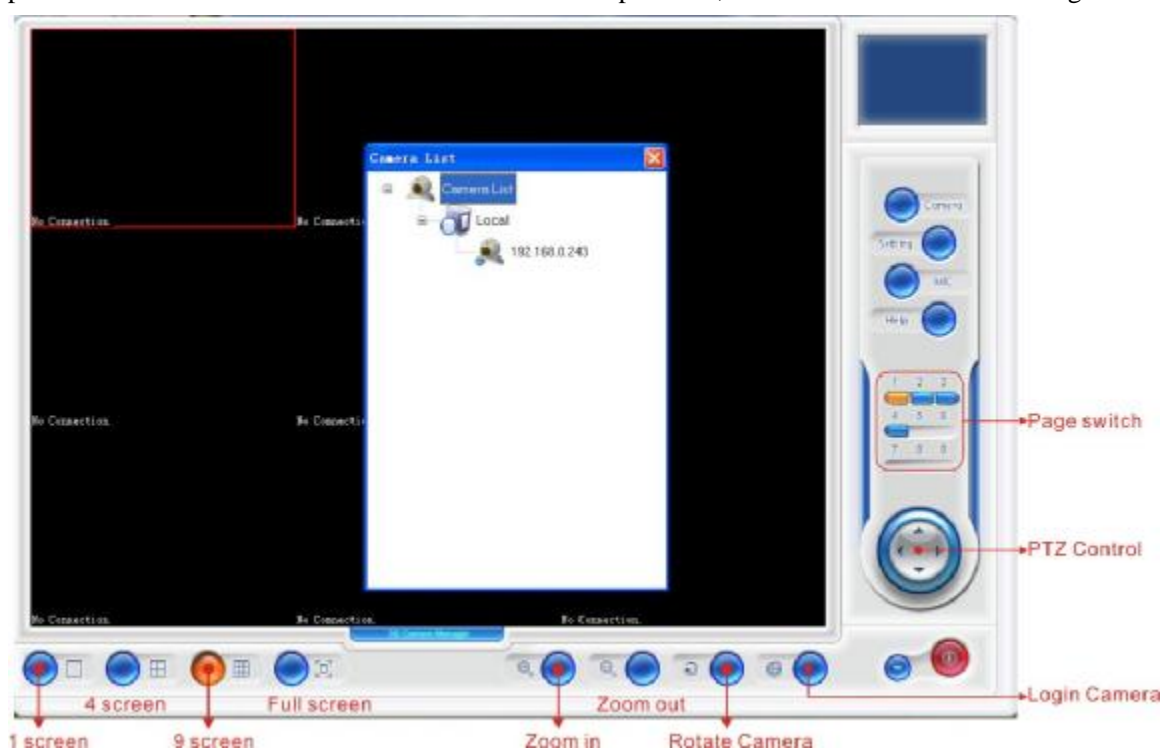 Camera List
Camera List
Local
192.168.0.243
No Connection.
No Connecti
No Connection.
No Connecti
No Connection.
No Connection.
No Connection.
Camera
Setting
Help
1 2 3
4 5 6
7 8 9
Page switch
PTZ Control
Login Camera
4 screen
Full screen
Zoom out
1 screen
9 screen
Zoom in
Rotate Camera